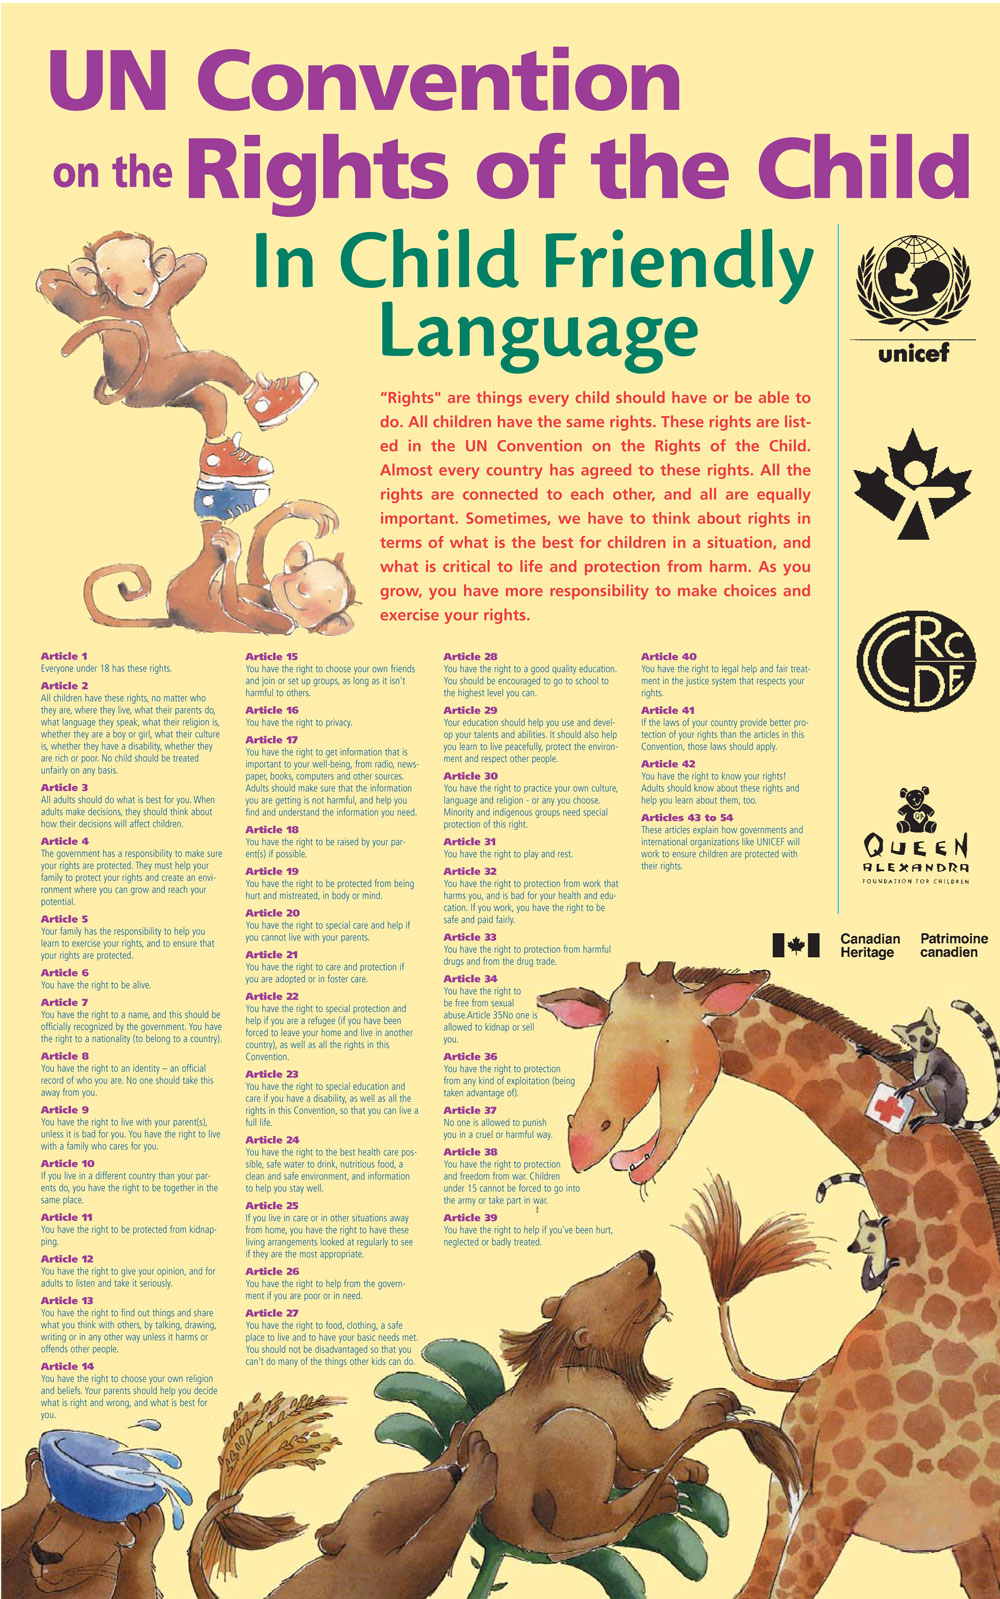 UN Convention
on the Rights of the Child
In Child Friendly
Language
“Rights" are things every child should have or be able to
do. All children have the same rights. These rights are list-
ed in the UN Convention on the Rights of the Child.
Almost every country has agreed to these rights. All the
rights are connected to each other, and all are equally
important. Sometimes, we have to think about rights in
terms of what is the best for children in a situation, and
what is critical to life and protection from harm. As you
grow, you have more responsibility to make choices and
exercise your rights.
Article 1
Everyone under 18 has these rights.
Article 2
All children have these rights, no matter who
they are, where they live, what their parents do,
what language they speak, what their religion is,
whether they are a boy or girl, what their culture
is, whether they have a disability, whether they
are rich or poor. No child should be treated
unfairly on any basis.
Article 3
All adults should do what is best for you. When
adults make decisions, they should think about
how their decisions will affect children.
Article 4
The government has a responsibility to make sure
your rights are protected. They must help your
family to protect your rights and create an envi-
ronment where you can grow and reach your
potential.
Article 5
Your family has the responsibility to help you
learn to exercise your rights, and to ensure that
your rights are protected.
Article 6
You have the right to be alive.
Article 7
You have the right to a name, and this should be
officially recognized by the government. You have
the right to a nationality (to belong to a country).
Article 8
You have the right to an identity – an official
record of who you are. No one should take this
away from you.
Article 9
You have the right to live with your parent(s),
unless it is bad for you. You have the right to live
with a family who cares for you.
Article 10
If you live in a different country than your par-
ents do, you have the right to be together in the
same place.
Article 11
You have the right to be protected from kidnap-
ping.
Article 12
You have the right to give your opinion, and for
adults to listen and take it seriously.
Article 13
You have the right to find out things and share
what you think with others, by talking, drawing,
writing or in any other way unless it harms or
offends other people.
Article 14
You have the right to choose your own religion
and beliefs. Your parents should help you decide
what is right and wrong, and what is best for
you.
Article 15
You have the right to choose your own friends
and join or set up groups, as long as it isn't
harmful to others.
Article 16
You have the right to privacy.
Article 17
You have the right to get information that is
important to your well-being, from radio, news-
paper, books, computers and other sources.
Adults should make sure that the information
you are getting is not harmful, and help you
find and understand the information you need.
Article 18
You have the right to be raised by your par-
ent(s) if possible.
Article 19
You have the right to be protected from being
hurt and mistreated, in body or mind.
Article 20
You have the right to special care and help if
you cannot live with your parents.
Article 21
You have the right to care and protection if
you are adopted or in foster care.
Article 22
You have the right to special protection and
help if you are a refugee (if you have been
forced to leave your home and live in another
country), as well as all the rights in this
Convention.
Article 23
You have the right to special education and
care if you have a disability, as well as all the
rights in this Convention, so that you can live a
full life.
Article 24
You have the right to the best health care pos-
sible, safe water to drink, nutritious food, a
clean and safe environment, and information
to help you stay well.
Article 25
If you live in care or in other situations away
from home, you have the right to have these
living arrangements looked at regularly to see
if they are the most appropriate.
Article 26
You have the right to help from the govern-
ment if you are poor or in need.
Article 27
You have the right to food, clothing, a safe
place to live and to have your basic needs met.
You should not be disadvantaged so that you
can't do many of the things other kids can do.
Article 28
You have the right to a good quality education.
You should be encouraged to go to school to
the highest level you can.
Article 29
Your education should help you use and devel-
op your talents and abilities. It should also help
you learn to live peacefully, protect the environ-
ment and respect other people.
Article 30
You have the right to practice your own culture,
language and religion - or any you choose.
Minority and indigenous groups need special
protection of this right.
Article 31
You have the right to play and rest.
Article 32
You have the right to protection from work that
harms you, and is bad for your health and edu-
cation. If you work, you have the right to be
safe and paid fairly.
Article 33
You have the right to protection from harmful
drugs and from the drug trade.
Article 34
You have the right to
be free from sexual
abuse.Article 35No one is
allowed to kidnap or sell
you.
Article 36
You have the right to protection
from any kind of exploitation (being
taken advantage of).
Article 37
No one is allowed to punish
you in a cruel or harmful way.
Article 38
You have the right to protection
and freedom from war. Children
under 15 cannot be forced to go into
the army or take part in war.
Article 39
You have the right to help if you've been hurt,
neglected or badly treated.
Article 40
You have the right to legal help and fair treat-
ment in the justice system that respects your
rights.
Article 41
If the laws of your country provide better pro-
tection of your rights than the articles in this
Convention, those laws should apply.
Article 42
You have the right to know your rights!
Adults should know about these rights and
help you learn about them, too.
Articles 43 to 54
These articles explain how governments and
international organizations like UNICEF will
work to ensure children are protected with
their rights.
unicef
CCRCDE
QUEEN
ALEXANDRA
FOUNDATION FOR CHILDREN
Canadian Patrimoine
Heritage canadien